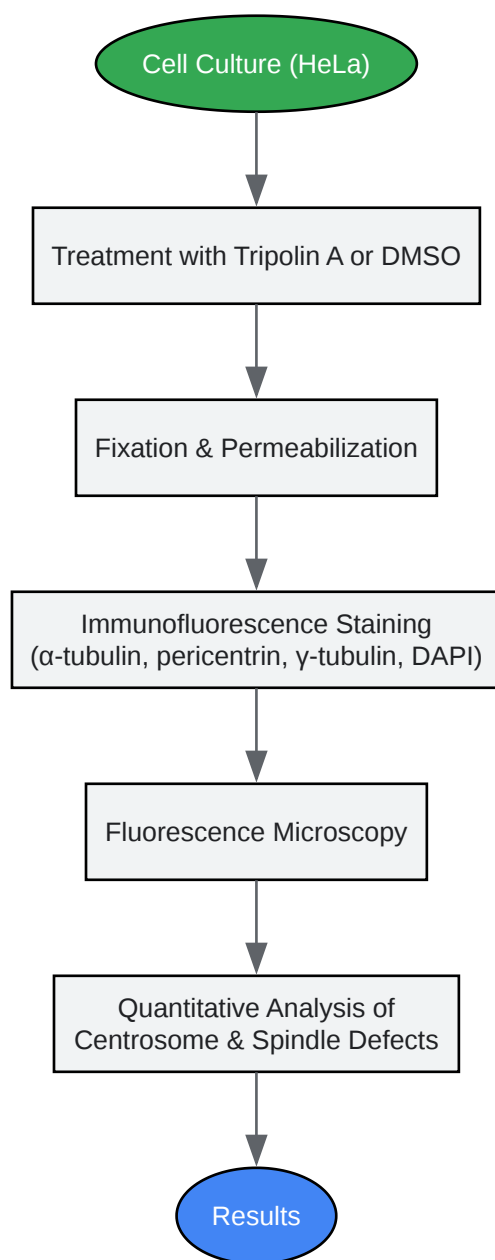 Cell Culture (HeLa)
Treatment with Tripolin A or DMSO
Fixation & Permeabilization
Immunofluorescence Staining
(α-tubulin, pericentrin, γ-tubulin, DAPI)
Fluorescence Microscopy
Quantitative Analysis of
Centrosome & Spindle Defects
Results